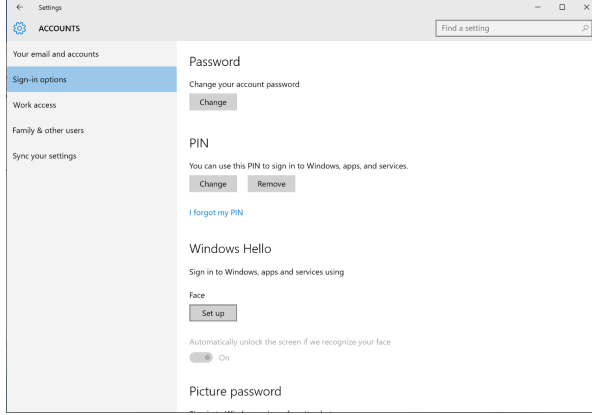 Settings
ACCOUNTS
Find a setting
Your email and accounts
Sign-in options
Work access
Family & other users
Sync your settings
Password
Change your account password
Change
PIN
You can use this PIN to sign in to Windows, apps, and services.
Change Remove
I forgot my PIN
Windows Hello
Sign in to Windows, apps and services using
Face
Set up
Automatically unlock the screen if we recognize your face
On
Picture password